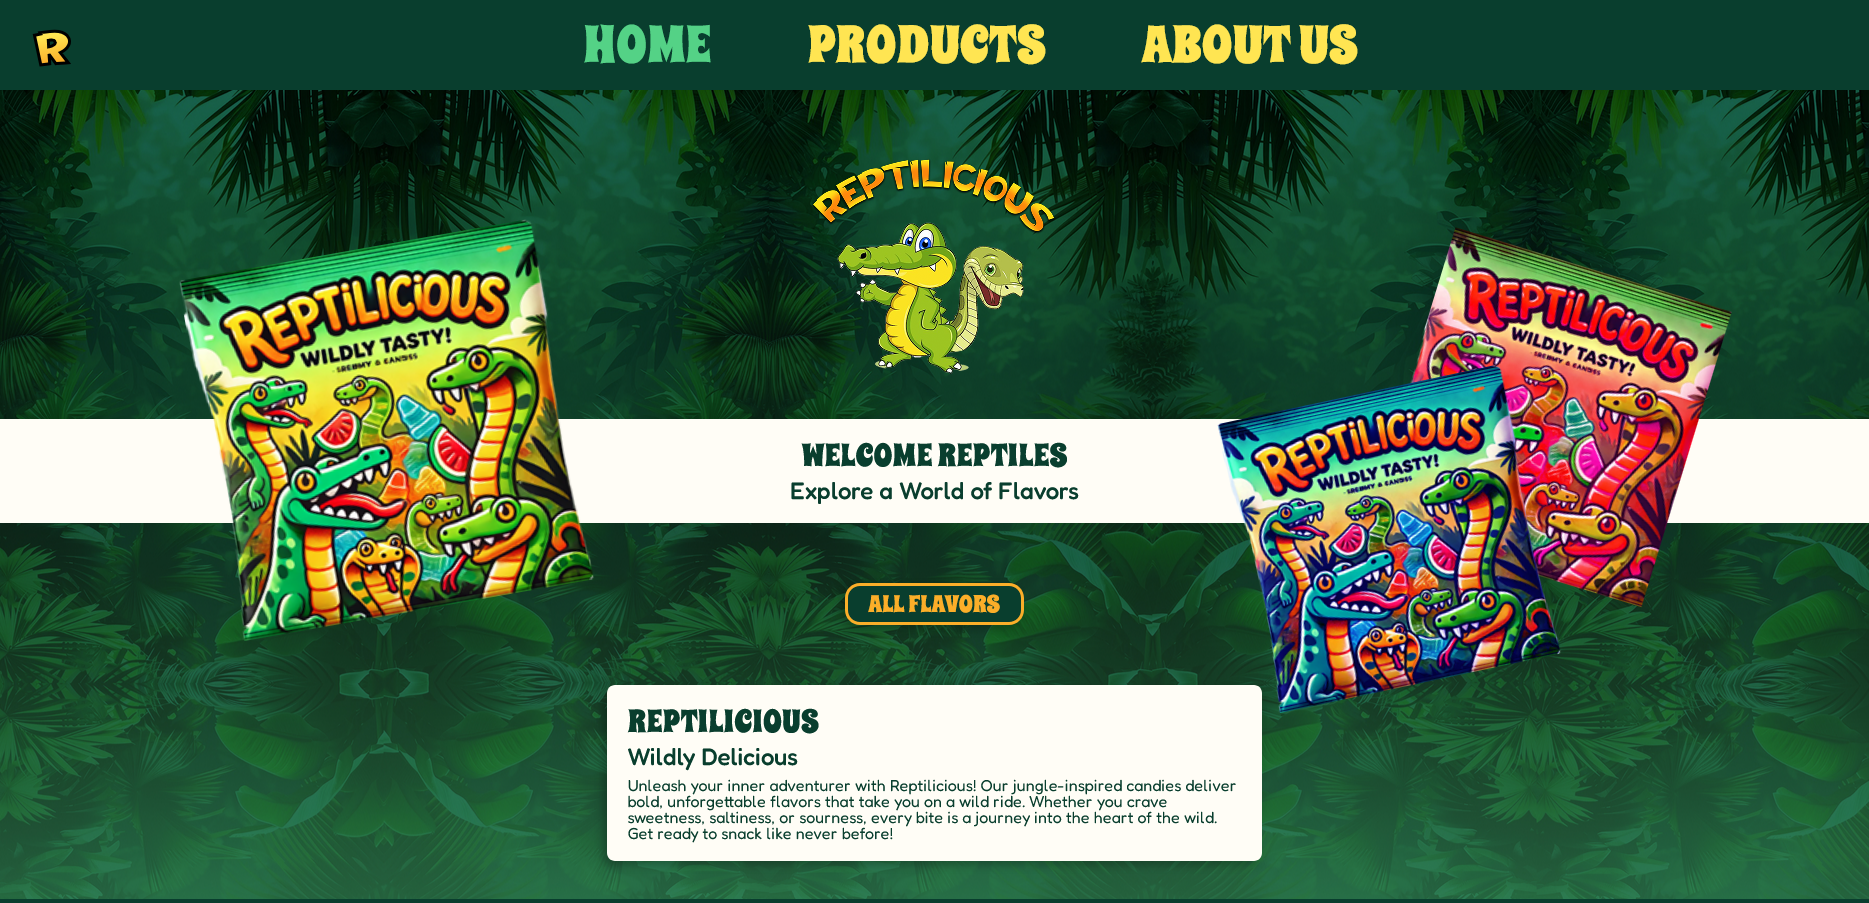 R
HOME PRODUCTS ABOUT US
REPTILICIOUS
REPTiLICiOUS
WILDLY TASTY!
REPTiLICiOUS
WILDLY TASTY!
REPTiLICiOUS
WILDLY TASTY!
WELCOME REPTILES
Explore a World of Flavors
ALL FLAVORS
REPTILICIOUS
Wildly Delicious
Unleash your inner adventurer with Reptilicious! Our jungle-inspired candies deliver
bold, unforgettable flavors that take you on a wild ride. Whether you crave
sweetness, saltiness, or sourness, every bite is a journey into the heart of the wild.
Get ready to snack like never before!